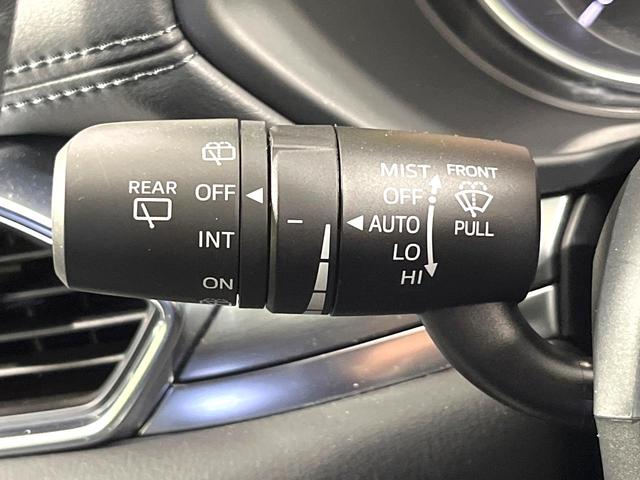 REAR
OFF
INT
ON
–
MIST FRONT
OFF
AUTO
LO
HI
PULL